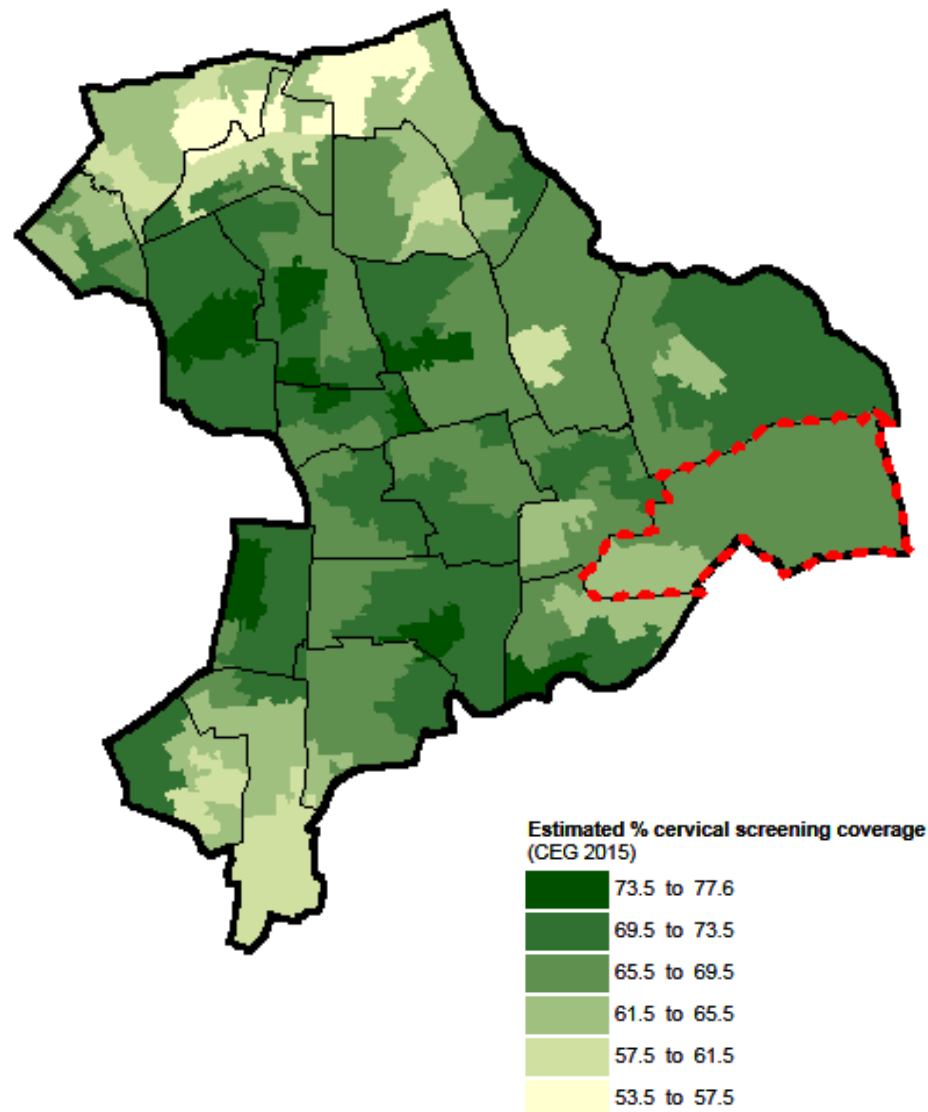 Estimated % cervical screening coverage
(CEG 2015)
73.5 to 77.6
69.5 to 73.5
65.5 to 69.5
61.5 to 65.5
57.5 to 61.5
53.5 to 57.5